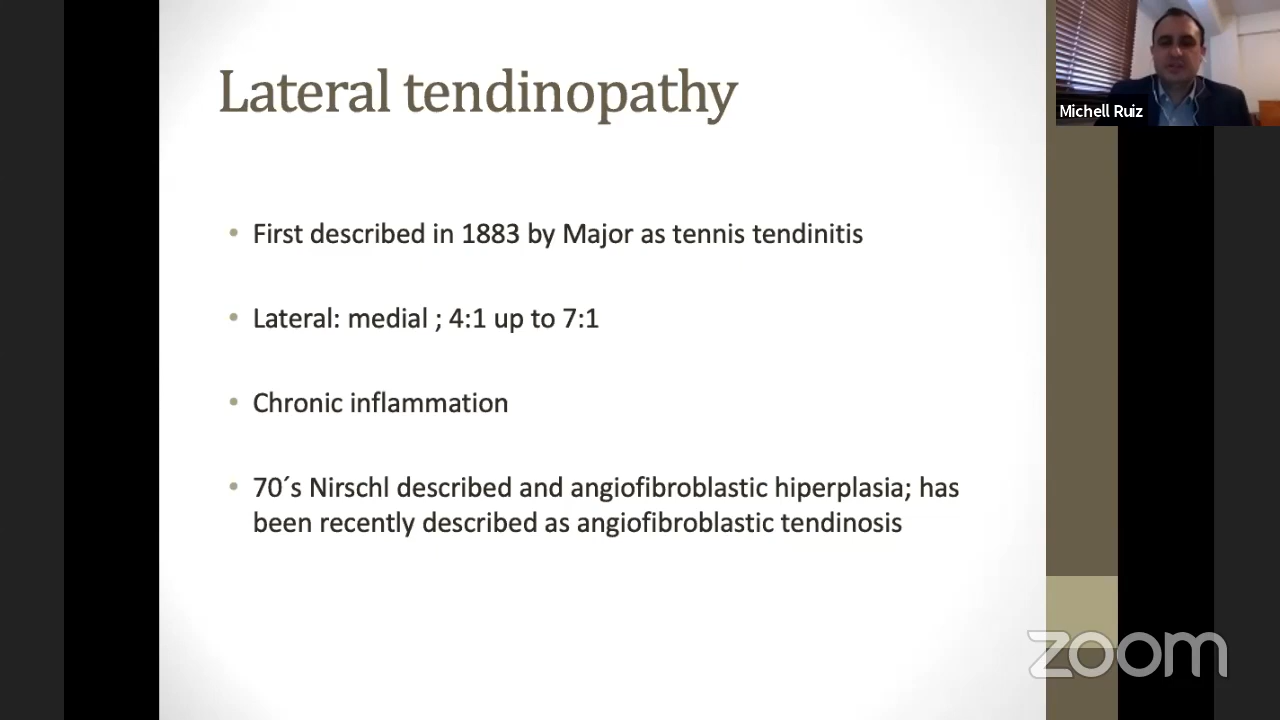 Lateral tendinopathy
Michell Ruiz
• First described in 1883 by Major as tennis tendinitis
• Lateral: medial ; 4:1 up to 7:1
• Chronic inflammation
• 70´s Nirschl described and angiofibroblastic hiperplasia; has
been recently described as angiofibroblastic tendinosis
zoom